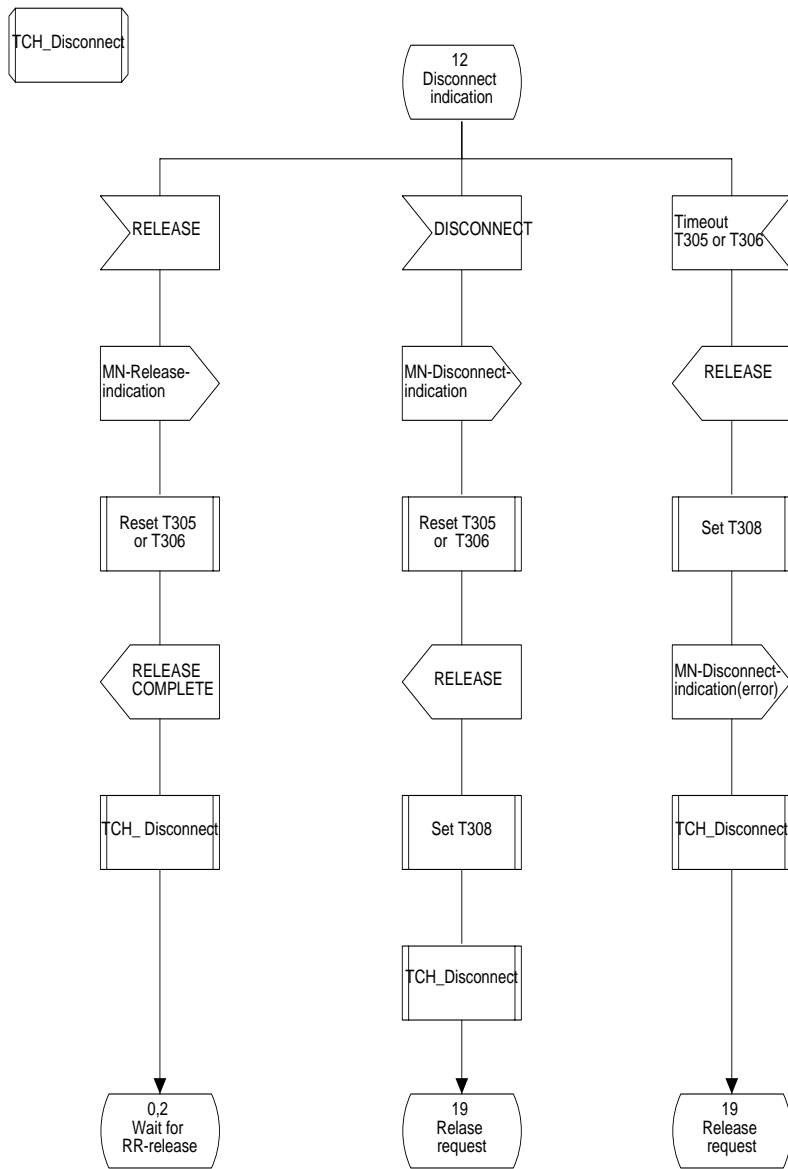 TCH_Disconnect
12
Disconnect
indication
RELEASE
DISCONNECT
Timeout
T305 or T306
MN-Release-
indication
MN-Disconnect-
indication
RELEASE
Reset T305
or T306
Reset T305
or T306
Set T308
RELEASE
COMPLETE
RELEASE
MN-Disconnect-
indication(error)
TCH_ Disconnect
Set T308
TCH_Disconnect
TCH_Disconnect
0,2
Wait for
RR-release
19
Relase
request
19
Release
request